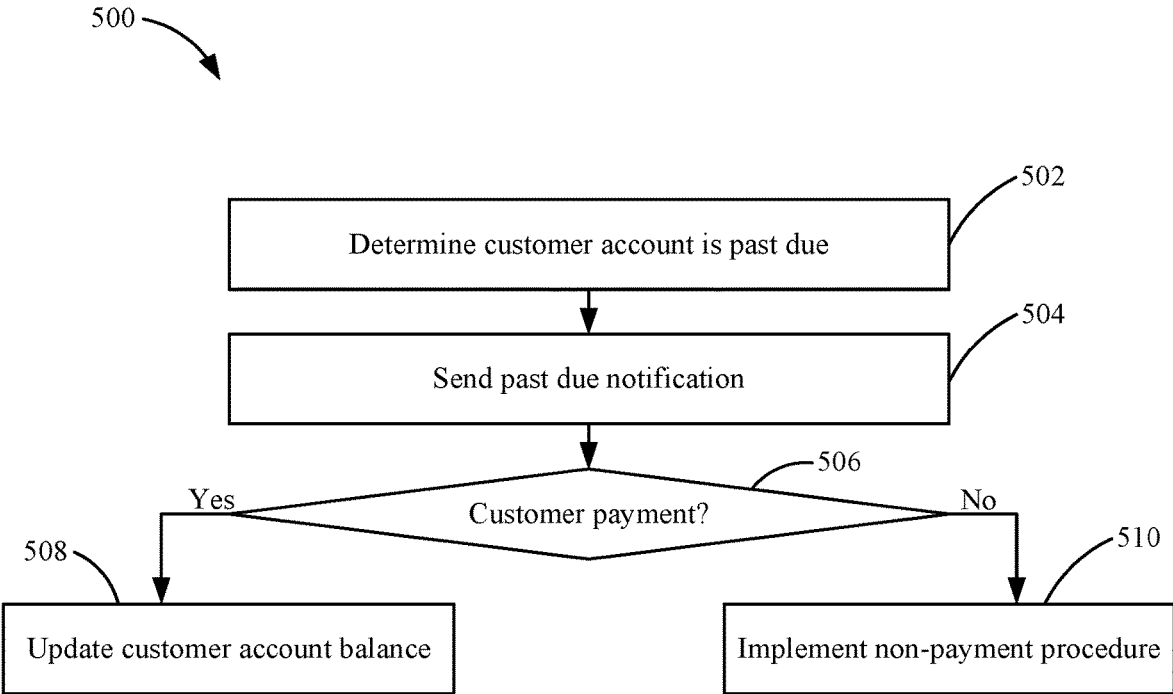 500
502
Determine customer account is past due
504
Send past due notification
506
Yes
No
Customer payment?
508
510
Update customer account balance
Implement non-payment procedure